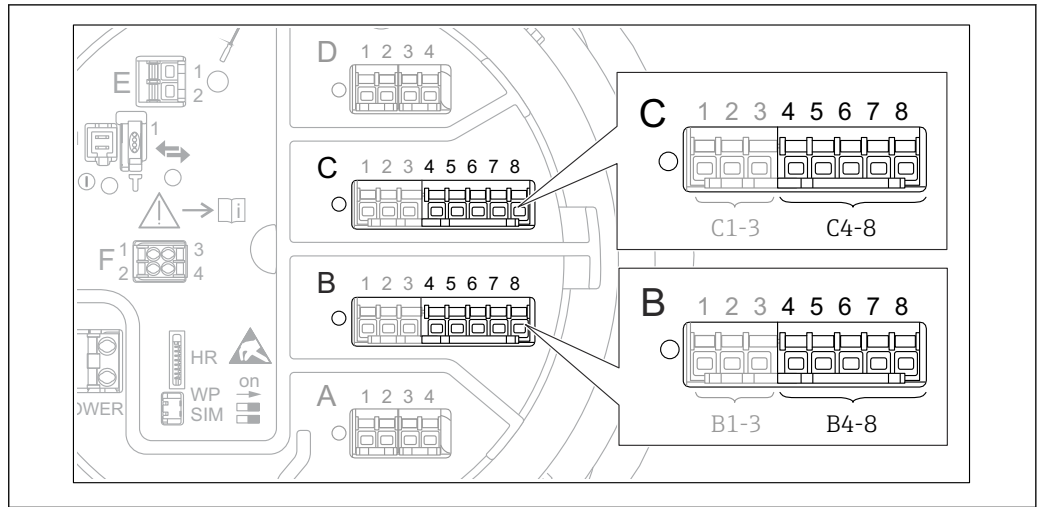 D 1 2 3 4
E 1
2
1
C 1 2 3 4 5 6 7 8
i
F 1 3
2 4
B 1 2 3 4 5 6 7 8
HR
on
WP
SIM
OWER
A 1 2 3 4
C 1 2 3 4 5 6 7 8
C1-3 C4-8
B 1 2 3 4 5 6 7 8
B1-3 B4-8